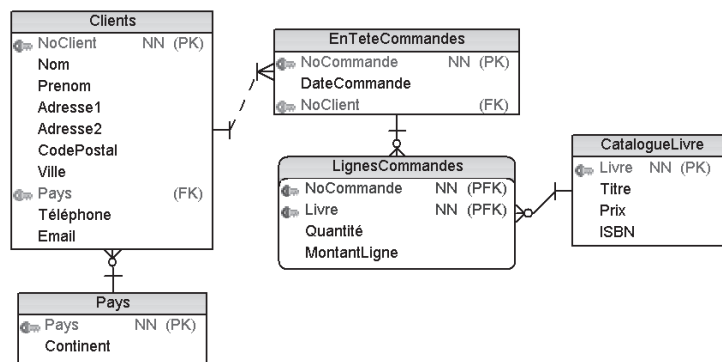 Clients
NoClient NN (PK)
Nom
Prenom
Adresse1
Adresse2
CodePostal
Ville
Pays (FK)
Téléphone
Email
EnTeteCommandes
NoCommande NN (PK)
DateCommande
NoClient (FK)
LignesCommandes
NoCommande NN (PFK)
Livre NN (PFK)
Quantité
MontantLigne
CatalogueLivre
Livre NN (PK)
Titre
Prix
ISBN
Pays
Pays NN (PK)
Continent